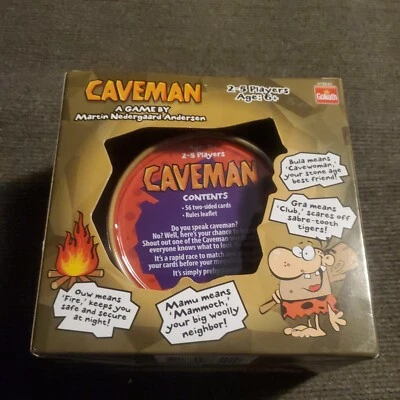 CAVEMAN
A GAME BY
Martin Nedergaard Andersen
2-5 Players
Age: 6+
Goliath
2-5 Players
CAVEMAN
CONTENTS
• 56 two-sided cards
• Rules leaflet
Do you speak caveman?
No? Well, here's your chance to
Shout out one of the Caveman
everyone knows what to look
It's a rapid race to match
your cards before your
It's simply
Bula means
'Cavewoman,'
your stone age
best friend!
Gra means
'Club,' scares off
sabre-tooth
tigers!
Ouw means
'Fire,' keeps you
safe and secure
at night!
Mamu means
'Mammoth,'
your big woolly
neighbor!